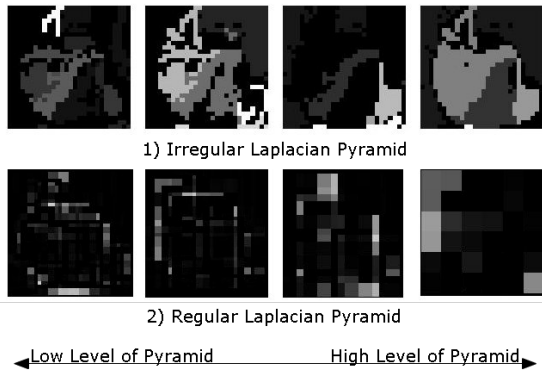 1) Irregular Laplacian Pyramid
2) Regular Laplacian Pyramid
Low Level of Pyramid High Level of Pyramid